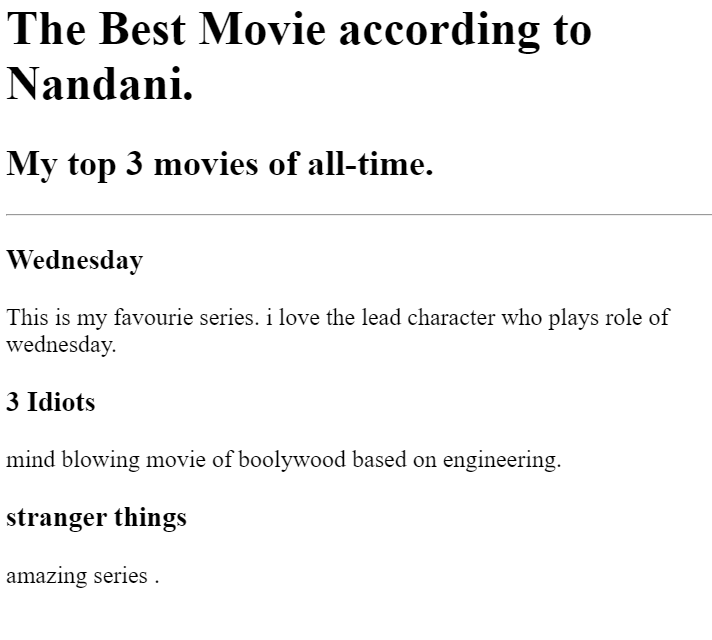 The Best Movie according to
Nandani.
My top 3 movies of all-time.
Wednesday
This is my favourie series. i love the lead character who plays role of
wednesday.
3 Idiots
mind blowing movie of boolywood based on engineering.
stranger things
amazing series .